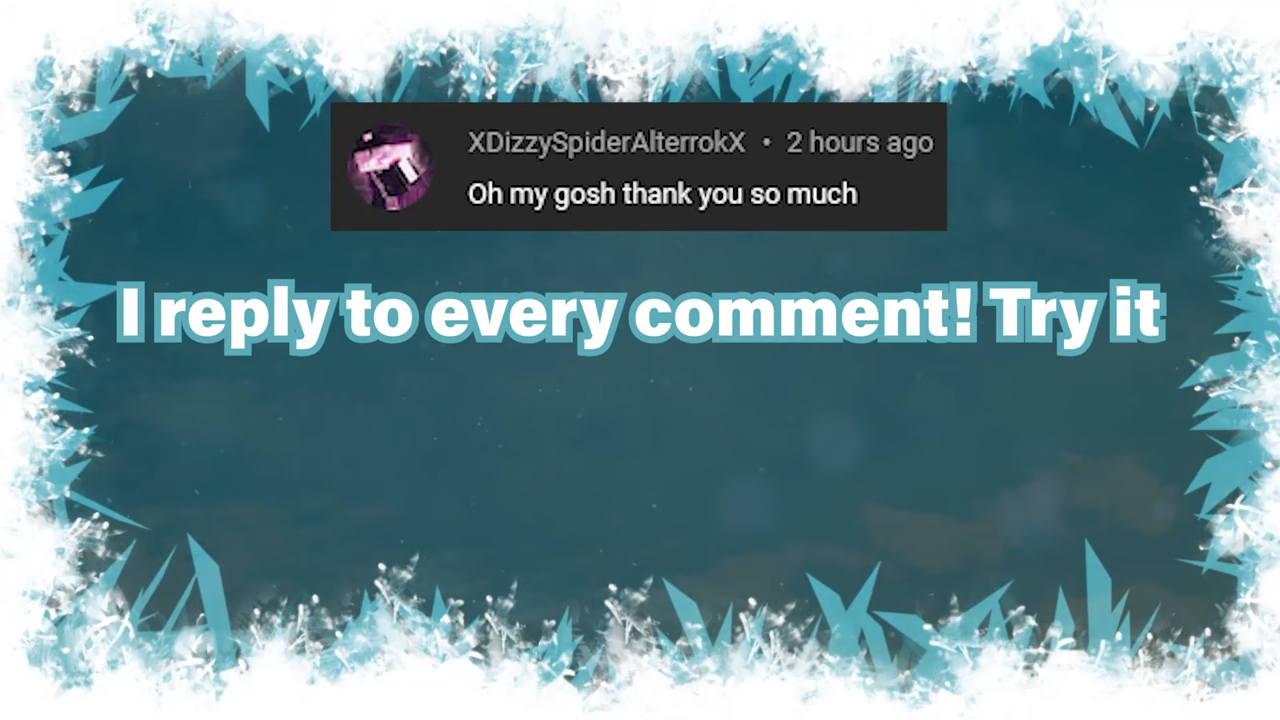 XDizzySpiderAlterrokX • 2 hours ago
Oh my gosh thank you so much
I reply to every comment! Try it